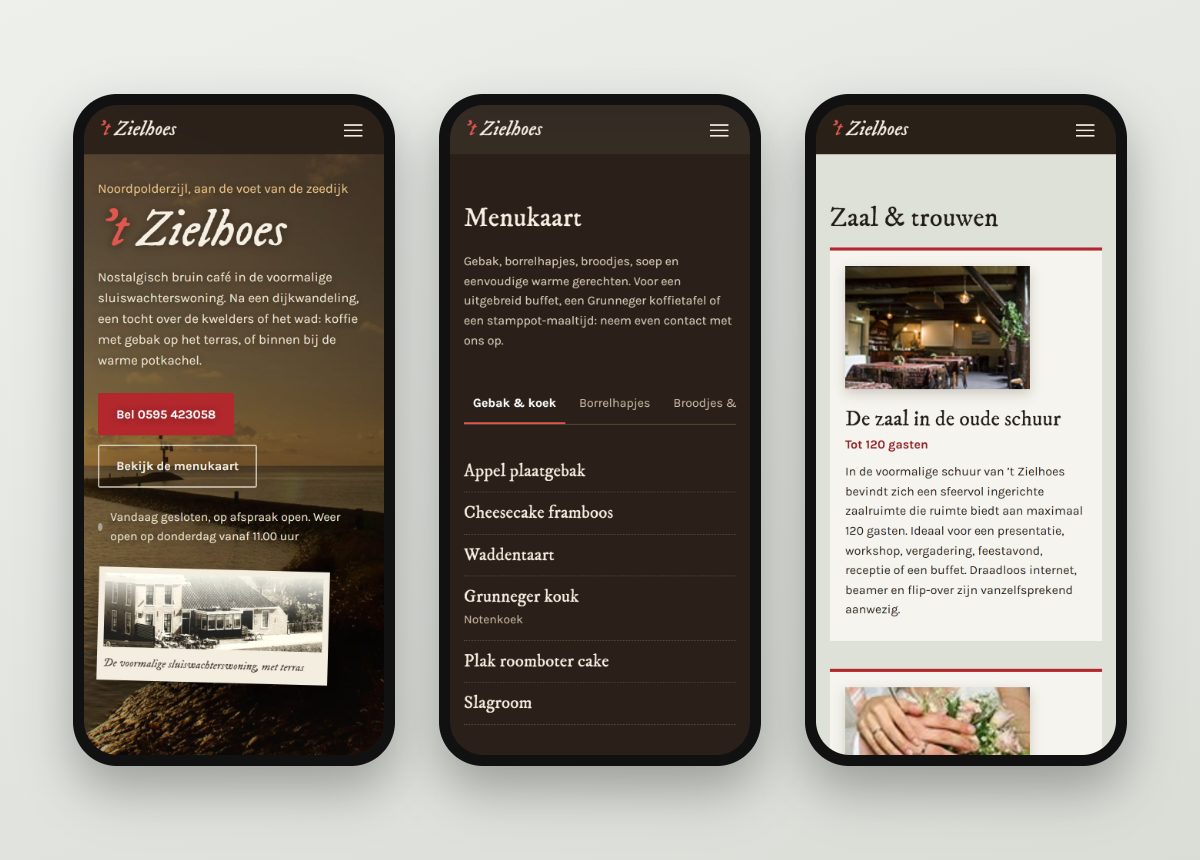 ’t Zielhoes
Noordpolderzijl, aan de voet van de zeedijk
’t Zielhoes
Nostalgisch bruin café in de voormalige
sluiswachterswoning. Na een dijkwandeling,
een tocht over de kwelders of het wad: koffie
met gebak op het terras, of binnen bij de
warme potkachel.
Bel 0595 423058
Bekijk de menukaart
Vandaag gesloten, op afspraak open. Weer
open op donderdag vanaf 11.00 uur
De voormalige sluiswachterswoning, met terras
’t Zielhoes
Menukaart
Gebak, borrelhapjes, broodjes, soep en
eenvoudige warme gerechten. Voor een
uitgebreid buffet, een Grunneger koffietafel of
een stamppot-maaltijd: neem even contact met
ons op.
Gebak & koek Borrelhapjes Broodjes &
Appel plaatgebak
Cheesecake framboos
Waddentaart
Grunneger kouk
Notenkoek
Plak roomboter cake
Slagroom
’t Zielhoes
Zaal & trouwen
De zaal in de oude schuur
Tot 120 gasten
In de voormalige schuur van ’t Zielhoes
bevindt zich een sfeervol ingerichte
zaalruimte die ruimte biedt aan maximaal
120 gasten. Ideaal voor een presentatie,
workshop, vergadering, feestavond,
receptie of een buffet. Draadloos internet,
beamer en flip-over zijn vanzelfsprekend
aanwezig.